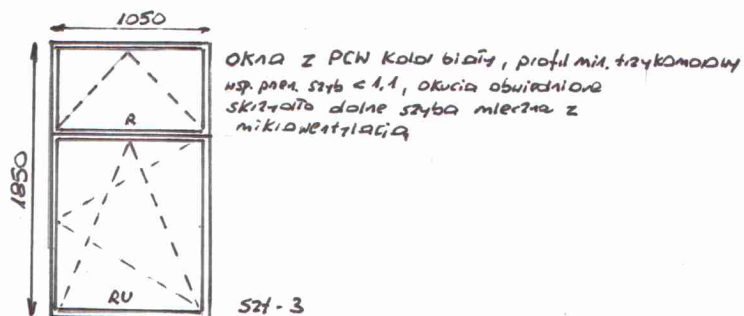 1050
OKNA Z PCW Kolor biały, profil min. trzykomorowy
wsp. przen. szyb < 1,1, okucia obwiedniowe
skrzydło dolne szyba mleczna z
mikrowentylacją
R
1850
RU
szt - 3